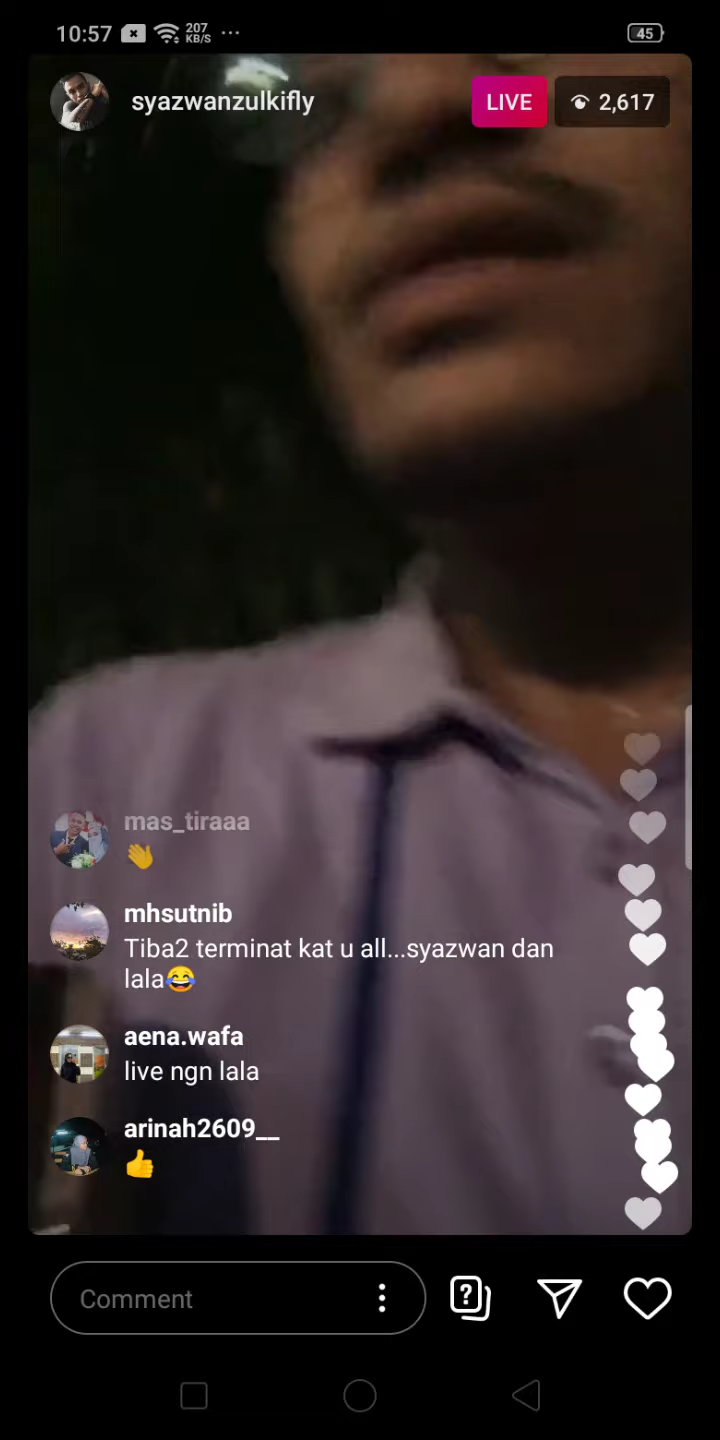 10:57 207 KB/S ... 45
syazwanzulkifly LIVE 2,617
mas_tiraaa
👋
mhsutnib
Tiba2 terminat kat u all...syazwan dan
lala😂
aena.wafa
live ngn lala
arinah2609__
👍
Comment